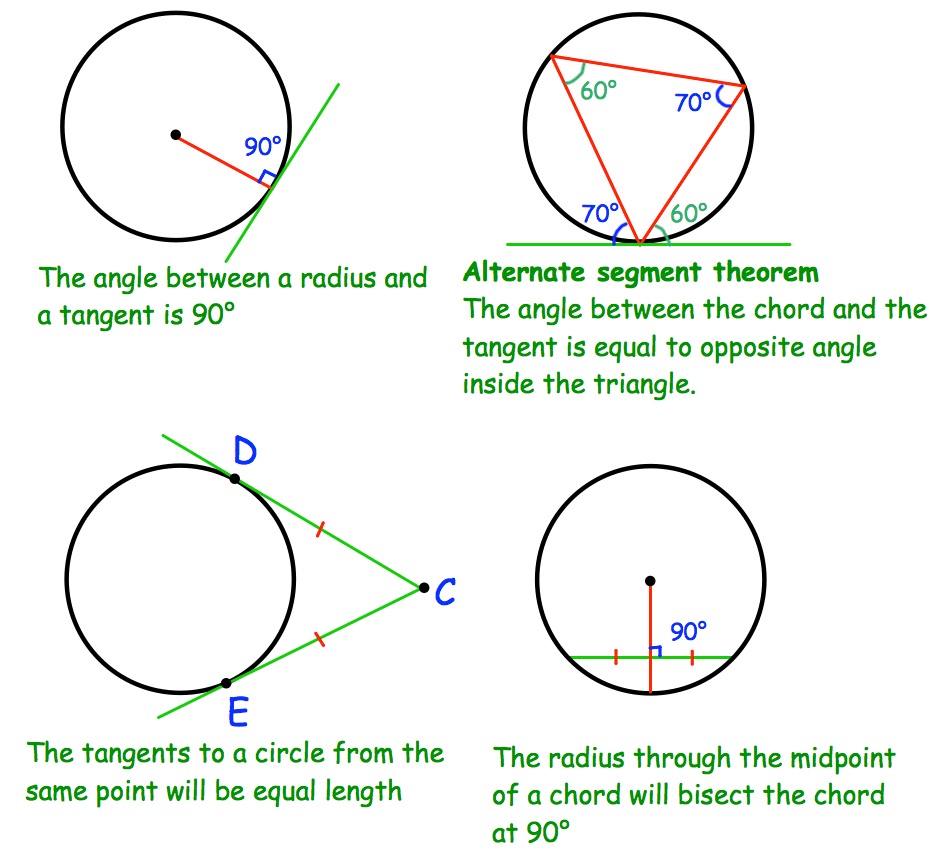 90°
The angle between a radius and
a tangent is 90°
60°
70°
70°
60°
Alternate segment theorem
The angle between the chord and the
tangent is equal to opposite angle
inside the triangle.
D
C
E
The tangents to a circle from the
same point will be equal length
90°
The radius through the midpoint
of a chord will bisect the chord
at 90°